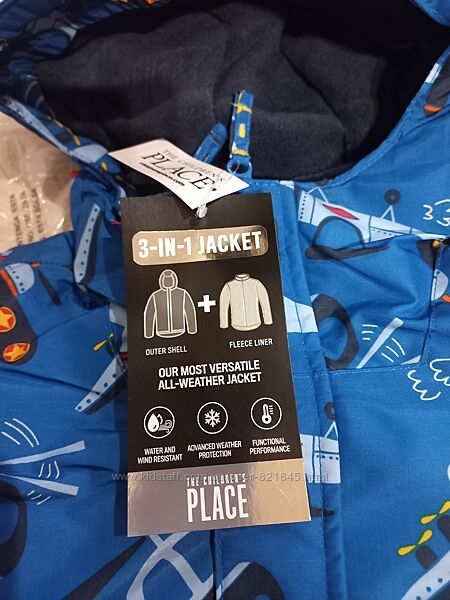 THE CHILDREN'S
PLACE
3-IN-1 JACKET
+
OUTER SHELL
FLEECE LINER
OUR MOST VERSATILE
ALL-WEATHER JACKET
WATER AND
WIND RESISTANT
ADVANCED WEATHER
PROTECTION
FUNCTIONAL
PERFORMANCE
THE CHILDREN'S
PLACE